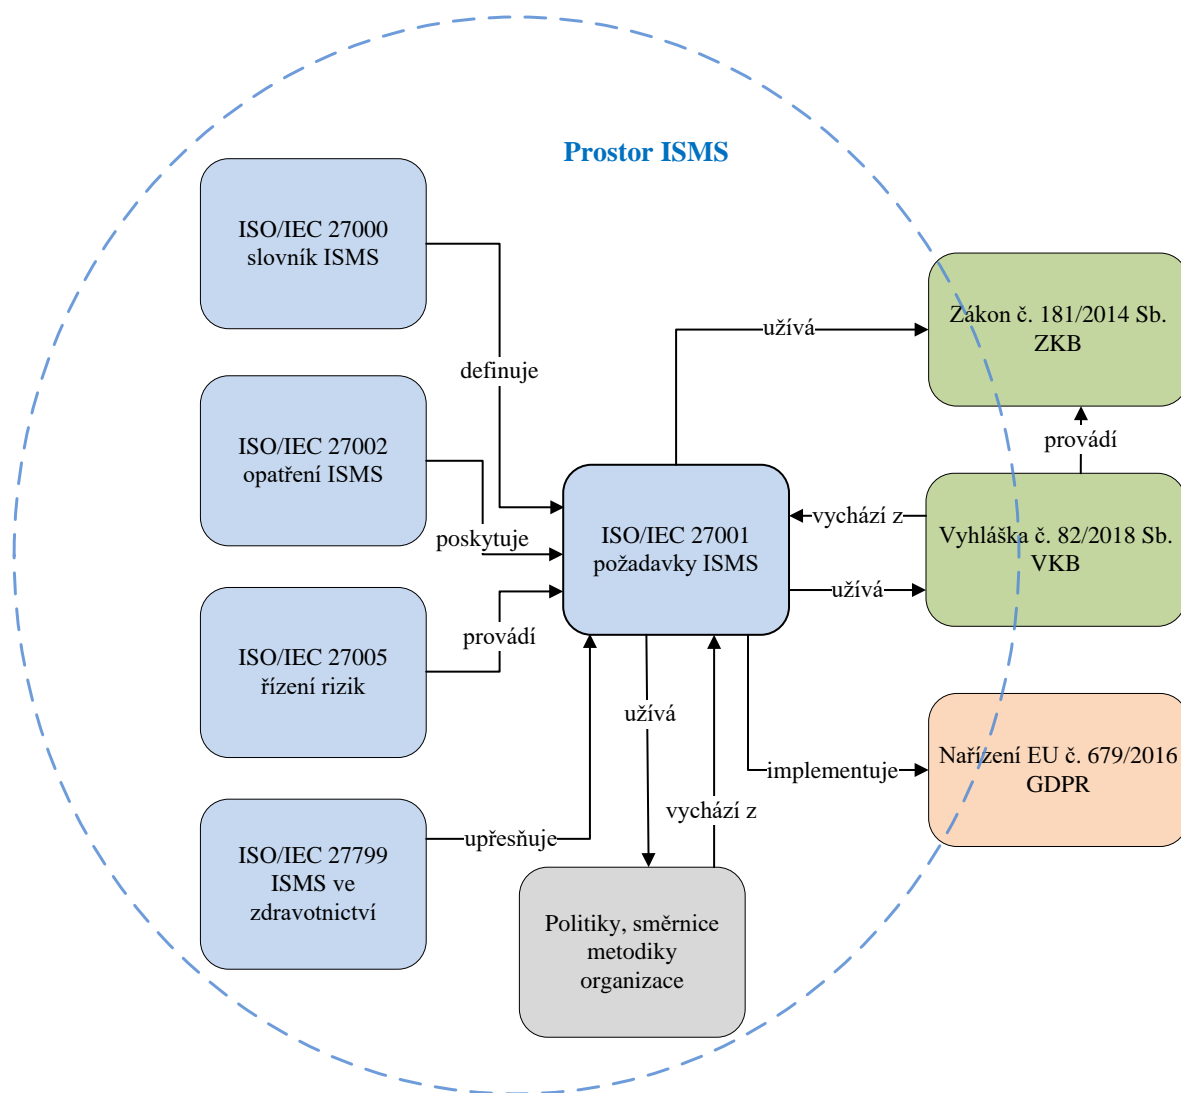 Prostor ISMS
ISO/IEC 27000
slovník ISMS
definuje
užívá
Zákon č. 181/2014 Sb.
ZKB
provádí
ISO/IEC 27002
opatření ISMS
poskytuje
ISO/IEC 27001
požadavky ISMS
vychází z
užívá
Vyhláška č. 82/2018 Sb.
VKB
ISO/IEC 27005
řízení rizik
provádí
užívá
vychází z
implementuje
Nařízení EU č. 679/2016
GDPR
ISO/IEC 27799
ISMS ve
zdravotnictví
upřesňuje
Politiky, směrnice
metodiky
organizace